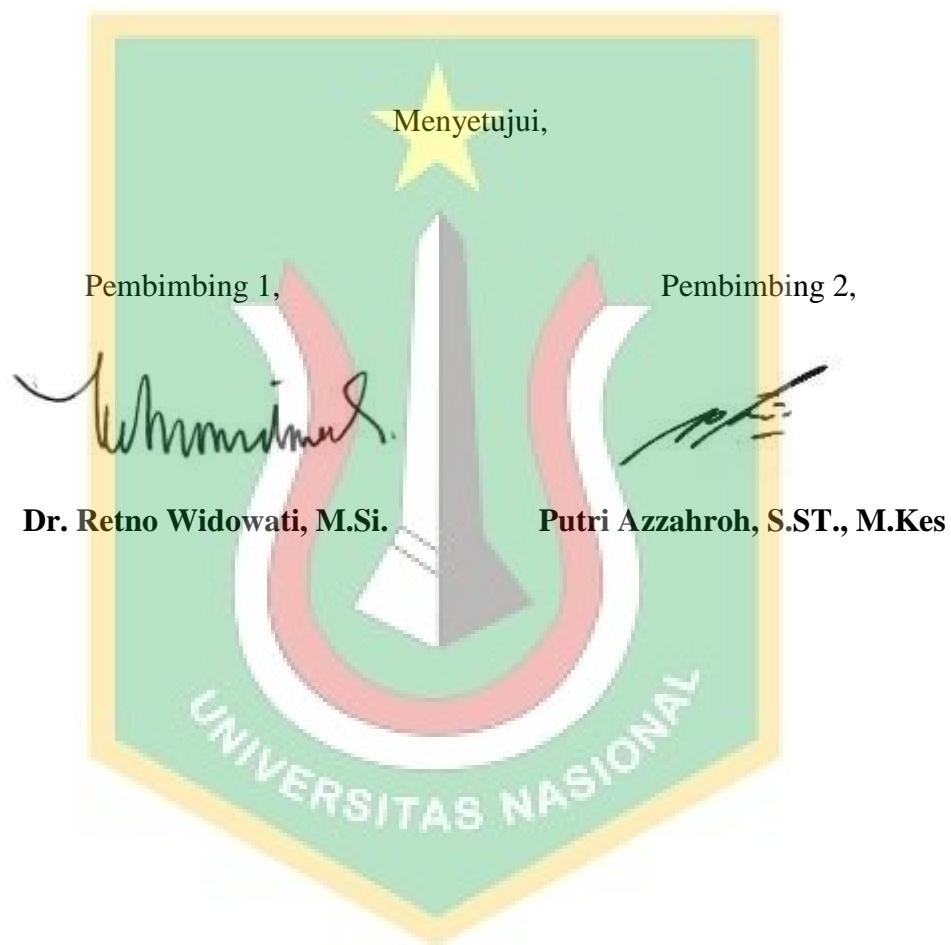 Menyetujui,
Pembimbing 1, Pembimbing 2,
Dr. Retno Widowati, M.Si. Putri Azzahroh, S.ST., M.Kes
UNIVERSITAS NASIONAL